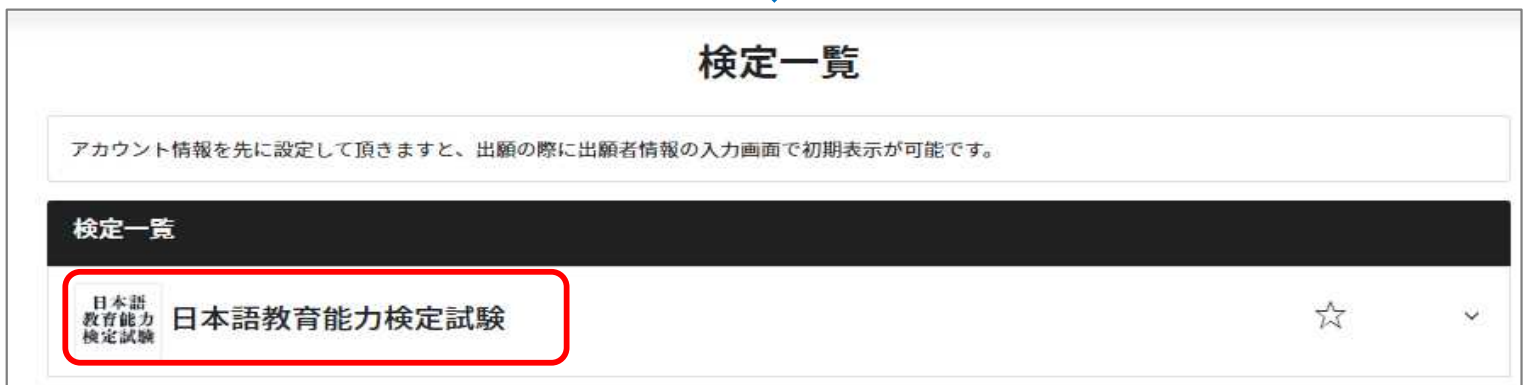 検定一覧
アカウント情報を先に設定して頂きますと、出願の際に出願者情報の入力画面で初期表示が可能です。
検定一覧
日本語
教育能力
検定試験
日本語教育能力検定試験